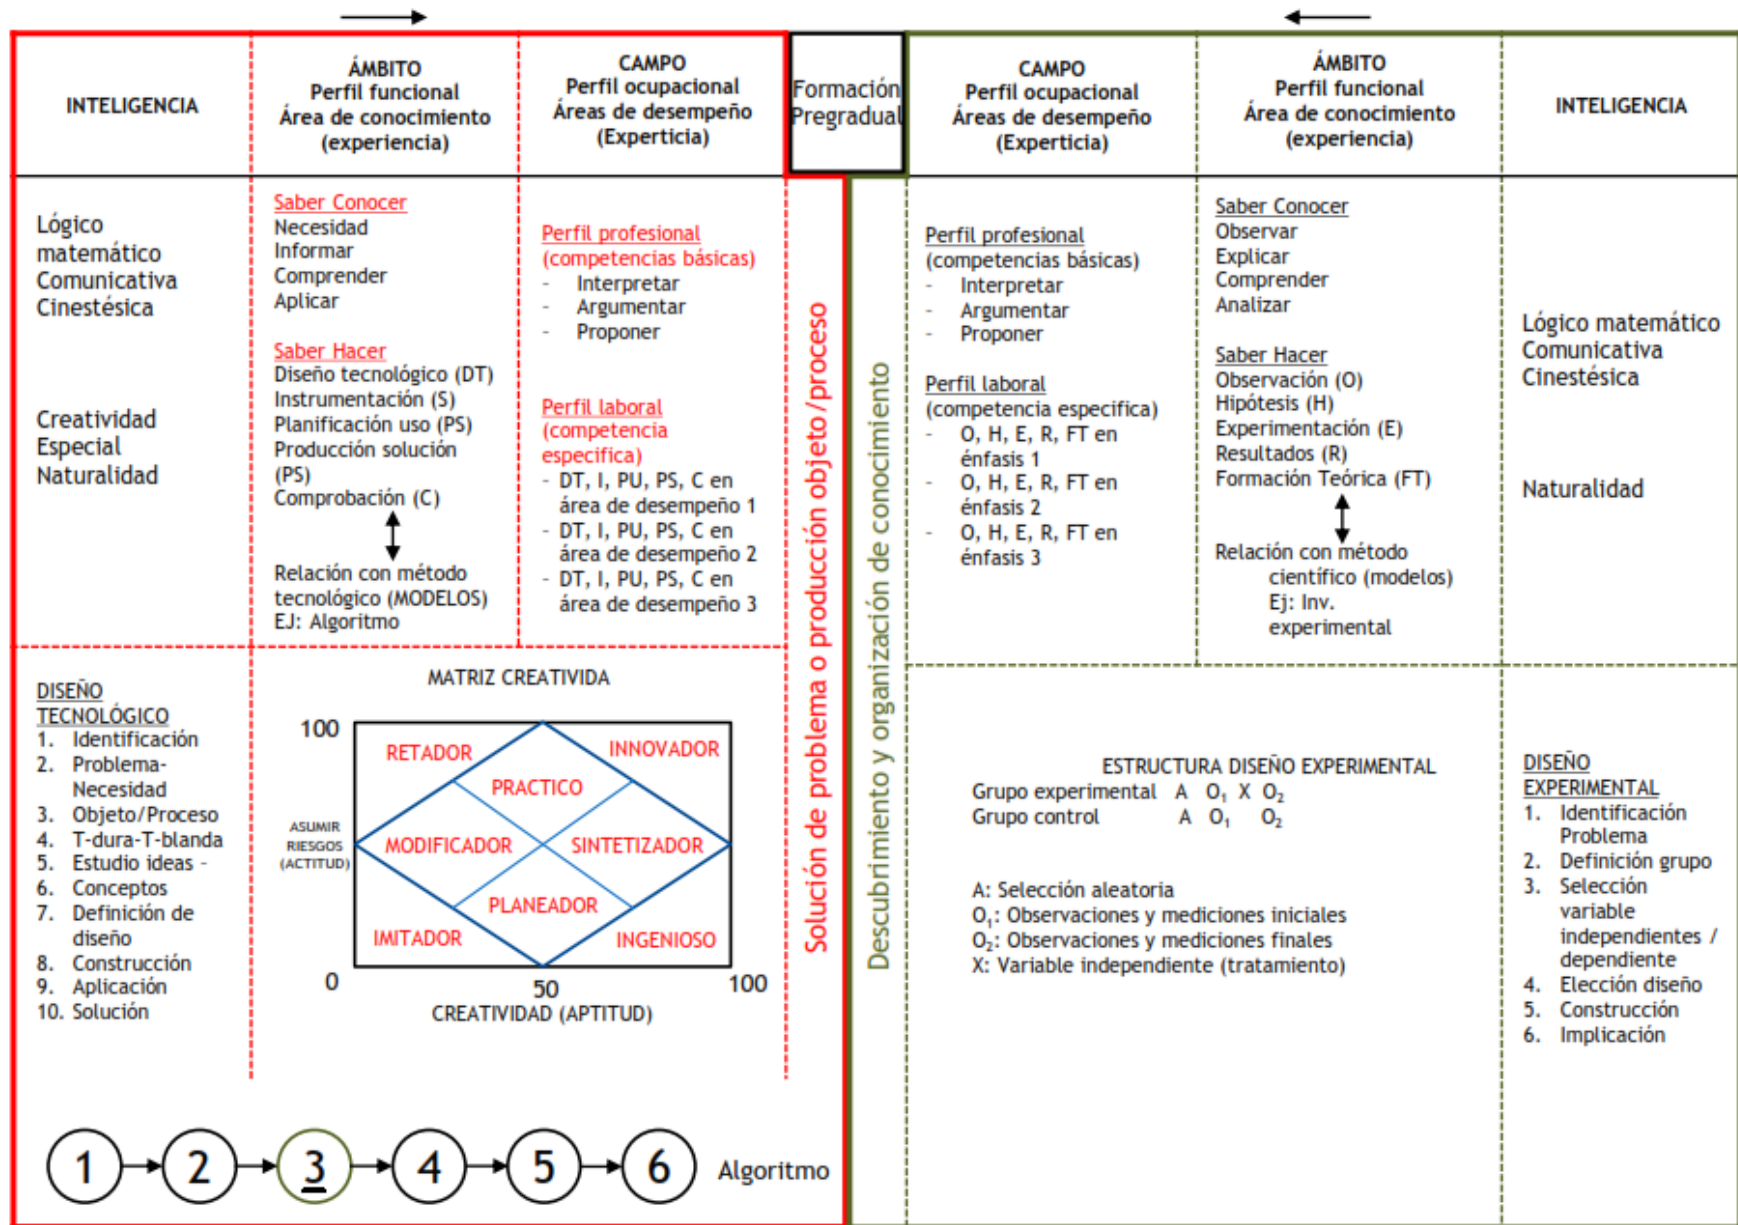 INTELIGENCIA
ÁMBITO
Perfil funcional
Área de conocimiento
(experiencia)
CAMPO
Perfil ocupacional
Áreas de desempeño
(Experticia)
Formación
Pregradual
CAMPO
Perfil ocupacional
Áreas de desempeño
(Experticia)
ÁMBITO
Perfil funcional
Área de conocimiento
(experiencia)
INTELIGENCIA
Lógico
matemático
Comunicativa
Cinestésica
Creatividad
Especial
Naturalidad
Saber Conocer
Necesidad
Informar
Comprender
Aplicar
Saber Hacer
Diseño tecnológico (DT)
Instrumentación (S)
Planificación uso (PS)
Producción solución
(PS)
Comprobación (C)
Relación con método
tecnológico (MODELOS)
EJ: Algoritmo
Perfil profesional
(competencias básicas)
- Interpretar
- Argumentar
- Proponer
Perfil laboral
(competencia
especifica)
- DT, I, PU, PS, C en
área de desempeño 1
- DT, I, PU, PS, C en
área de desempeño 2
- DT, I, PU, PS, C en
área de desempeño 3
Solución de problema o producción objeto/proceso
Descubrimiento y organización de conocimiento
Perfil profesional
(competencias básicas)
- Interpretar
- Argumentar
- Proponer
Perfil laboral
(competencia especifica)
- O, H, E, R, FT en
énfasis 1
- O, H, E, R, FT en
énfasis 2
- O, H, E, R, FT en
énfasis 3
Saber Conocer
Observar
Explicar
Comprender
Analizar
Saber Hacer
Observación (O)
Hipótesis (H)
Experimentación (E)
Resultados (R)
Formación Teórica (FT)
Relación con método
científico (modelos)
Ej: Inv.
experimental
Lógico matemático
Comunicativa
Cinestésica
Naturalidad
DISEÑO
TECNOLÓGICO
1. Identificación
2. Problema-
Necesidad
3. Objeto/Proceso
4. T-dura-T-blanda
5. Estudio ideas -
6. Conceptos
7. Definición de
diseño
8. Construcción
9. Aplicación
10. Solución
MATRIZ CREATIVIDA
100
RETADOR
INNOVADOR
PRACTICO
ASUMIR
RIESGOS
(ACTITUD)
MODIFICADOR
SINTETIZADOR
PLANEADOR
IMITADOR
INGENIOSO
0
50
100
CREATIVIDAD (APTITUD)
ESTRUCTURA DISEÑO EXPERIMENTAL
Grupo experimental A O₁ X O₂
Grupo control A O₁ O₂
A: Selección aleatoria
O₁: Observaciones y mediciones iniciales
O₂: Observaciones y mediciones finales
X: Variable independiente (tratamiento)
DISEÑO
EXPERIMENTAL
1. Identificación
Problema
2. Definición grupo
3. Selección
variable
independientes /
dependiente
4. Elección diseño
5. Construcción
6. Implicación
1 2 3 4 5 6 Algoritmo